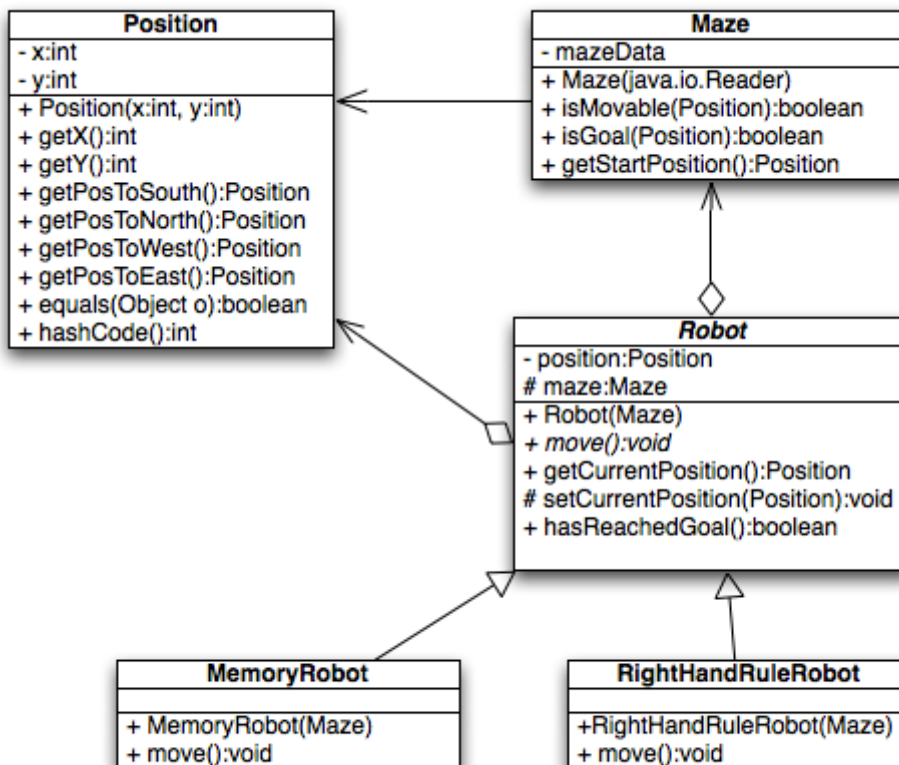 Position
- x:int
- y:int
+ Position(x:int, y:int)
+ getX():int
+ getY():int
+ getPosToSouth():Position
+ getPosToNorth():Position
+ getPosToWest():Position
+ getPosToEast():Position
+ equals(Object o):boolean
+ hashCode():int
Maze
- mazeData
+ Maze(java.io.Reader)
+ isMovable(Position):boolean
+ isGoal(Position):boolean
+ getStartPosition():Position
Robot
- position:Position
# maze:Maze
+ Robot(Maze)
+ move():void
+ getCurrentPosition():Position
# setCurrentPosition(Position):void
+ hasReachedGoal():boolean
MemoryRobot
+ MemoryRobot(Maze)
+ move():void
RightHandRuleRobot
+RightHandRuleRobot(Maze)
+ move():void